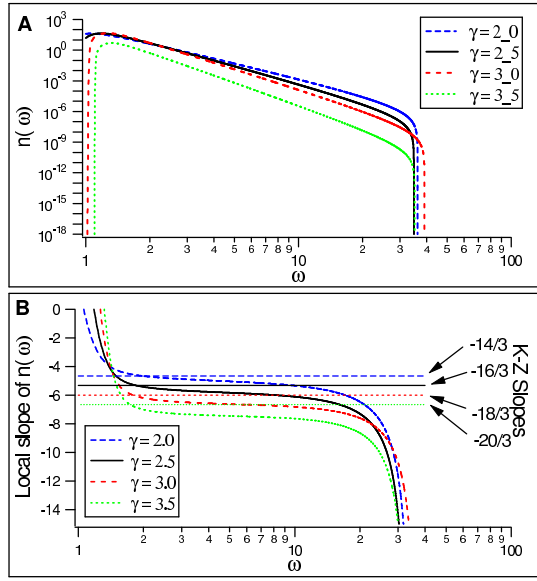 A
10^3
10^0
10^-3
10^-6
10^-9
10^-12
10^-15
10^-18
n(ω)
γ = 2_0
γ = 2_5
γ = 3_0
γ = 3_5
1 2 3 4 5 6 7 8 9 10 2 3 4 5 6 7 8 9 100
ω
B
0
-2
-4
-6
-8
-10
-12
-14
Local slope of n(ω)
-14/3
-16/3
-18/3
-20/3
K-Z Slopes
γ = 2.0
γ = 2.5
γ = 3.0
γ = 3.5
1 2 3 4 5 6 7 8 9 10 2 3 4 5 6 7 8 9 100
ω